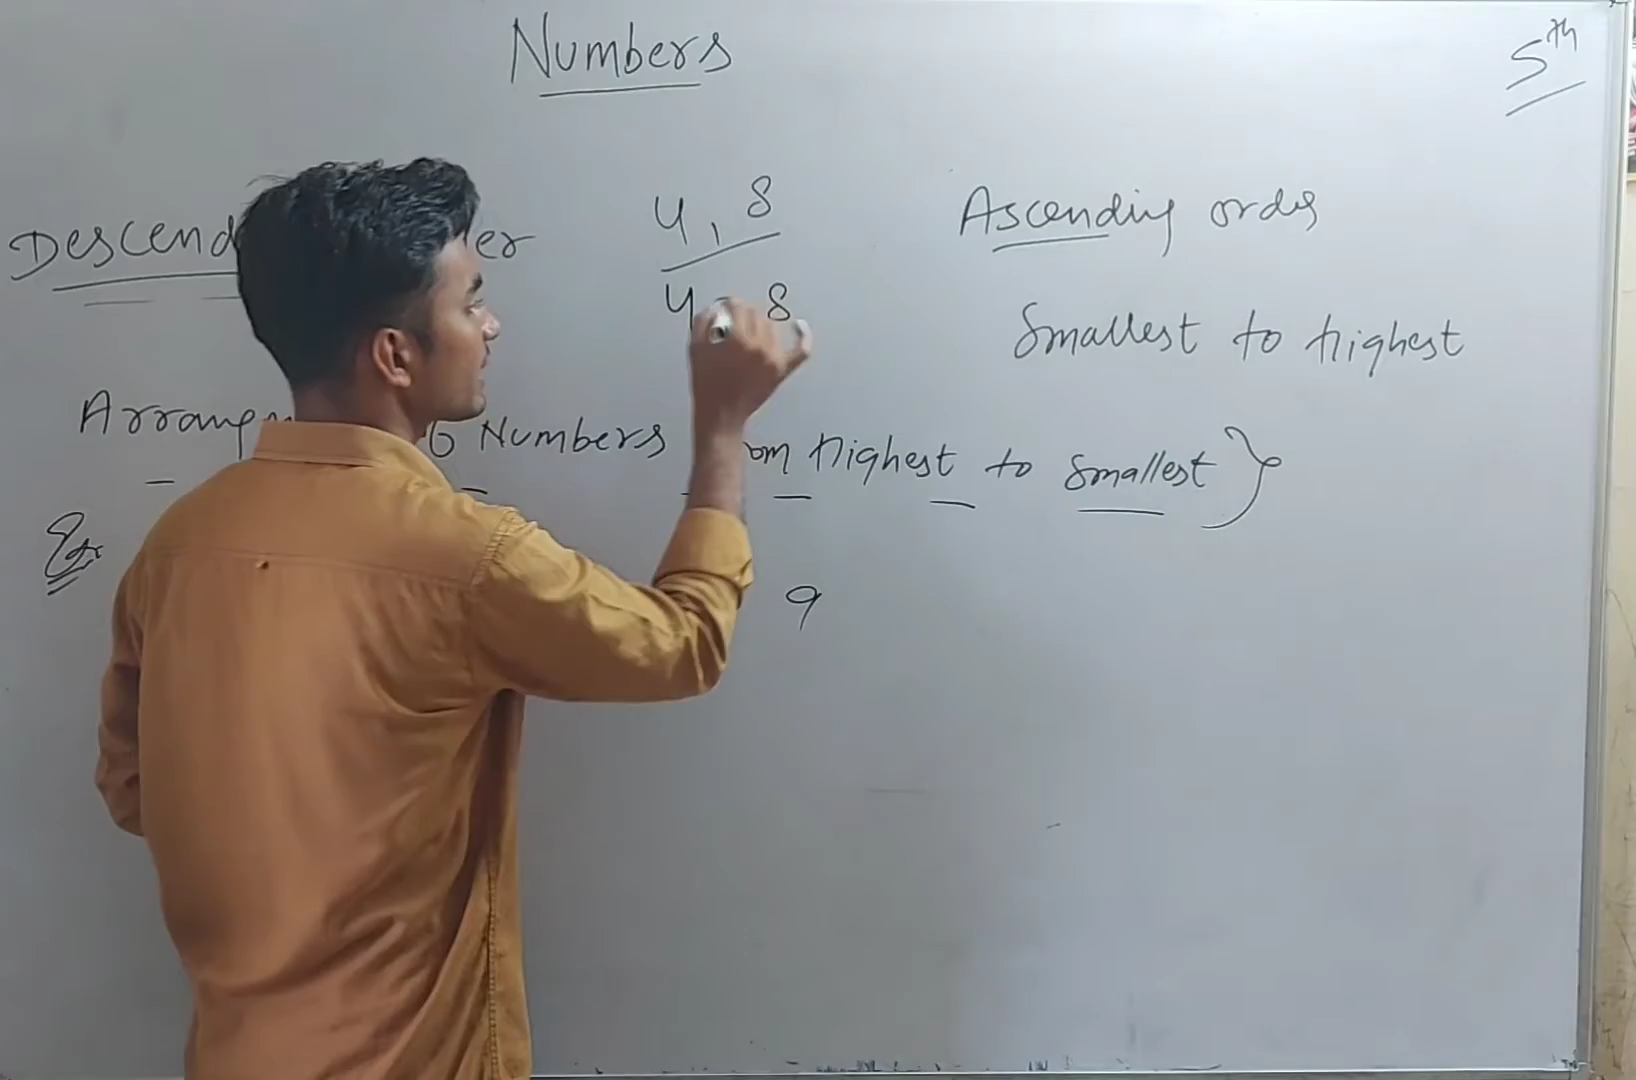 Numbers
5th
4, 8
Ascending order
Descend er
4 8
Smallest to highest
Arrang Numbers om highest to smallest }
Ex
9